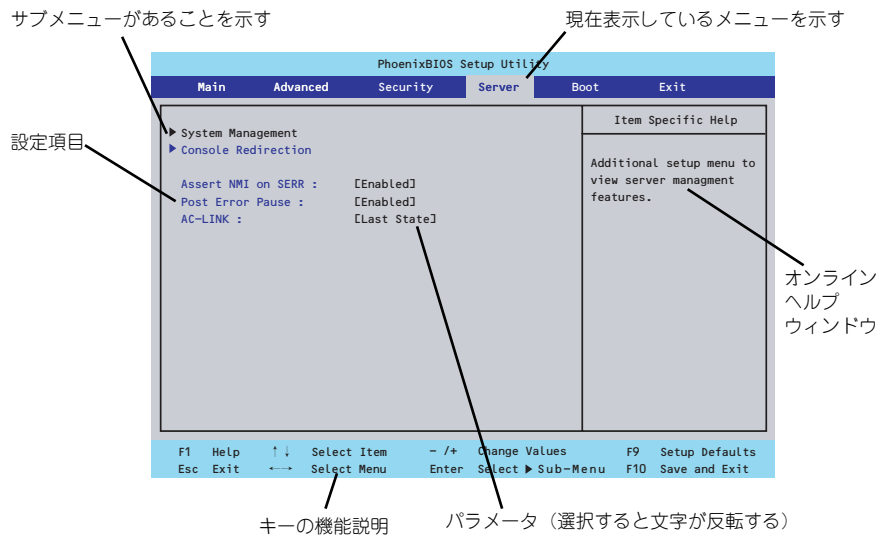 サブメニューがあることを示す
現在表示しているメニューを示す
PhoenixBIOS Setup Utility
Main Advanced Security Server Boot Exit
設定項目
▶ System Management
▶ Console Redirection
Assert NMI on SERR : [Enabled]
Post Error Pause : [Enabled]
AC-LINK : [Last State]
Item Specific Help
Additional setup menu to
view server managment
features.
オンライン
ヘルプ
ウィンドウ
F1 Help ↑↓ Select Item - /+ Change Values F9 Setup Defaults
Esc Exit ←→ Select Menu Enter Select ▶ Sub-Menu F10 Save and Exit
キーの機能説明
パラメータ（選択すると文字が反転する）